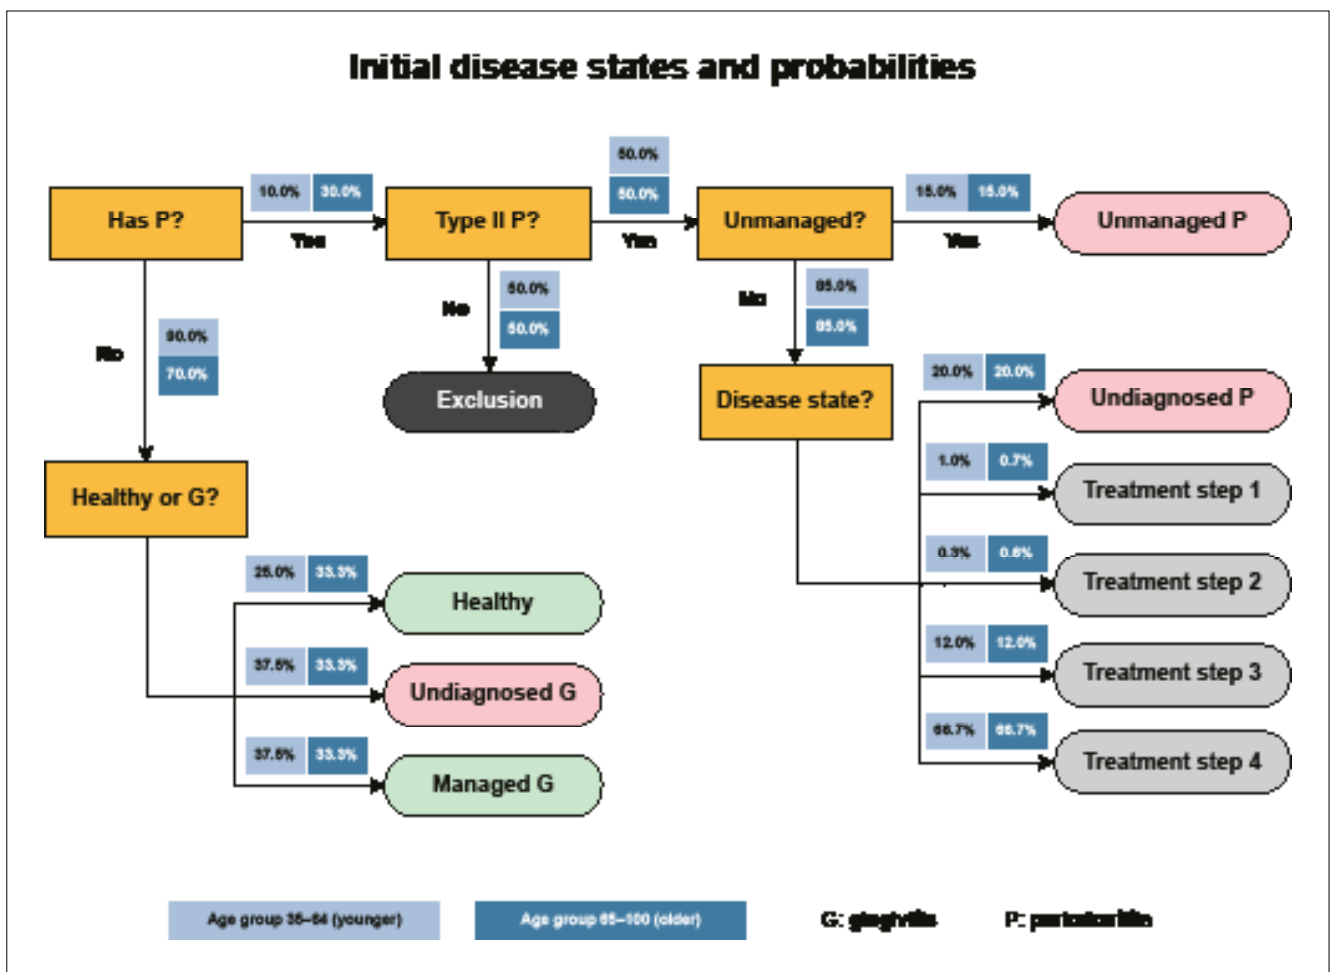 Initial disease states and probabilities
50.0%
10.0% 30.0%
50.0%
15.0% 15.0%
Has P?
Type II P?
Unmanaged?
Unmanaged P
Yes
Yes
Yes
No
50.0%
50.0%
No
85.0%
85.0%
No
90.0%
70.0%
Exclusion
Disease state?
20.0% 20.0%
Undiagnosed P
1.0% 0.7%
Treatment step 1
Healthy or G?
0.3% 0.6%
Treatment step 2
25.0% 33.3%
Healthy
12.0% 12.0%
Treatment step 3
37.5% 33.3%
Undiagnosed G
66.7% 66.7%
Treatment step 4
37.5% 33.3%
Managed G
Age group 35–64 (younger)
Age group 65–100 (older)
G: gingivitis
P: periodontitis